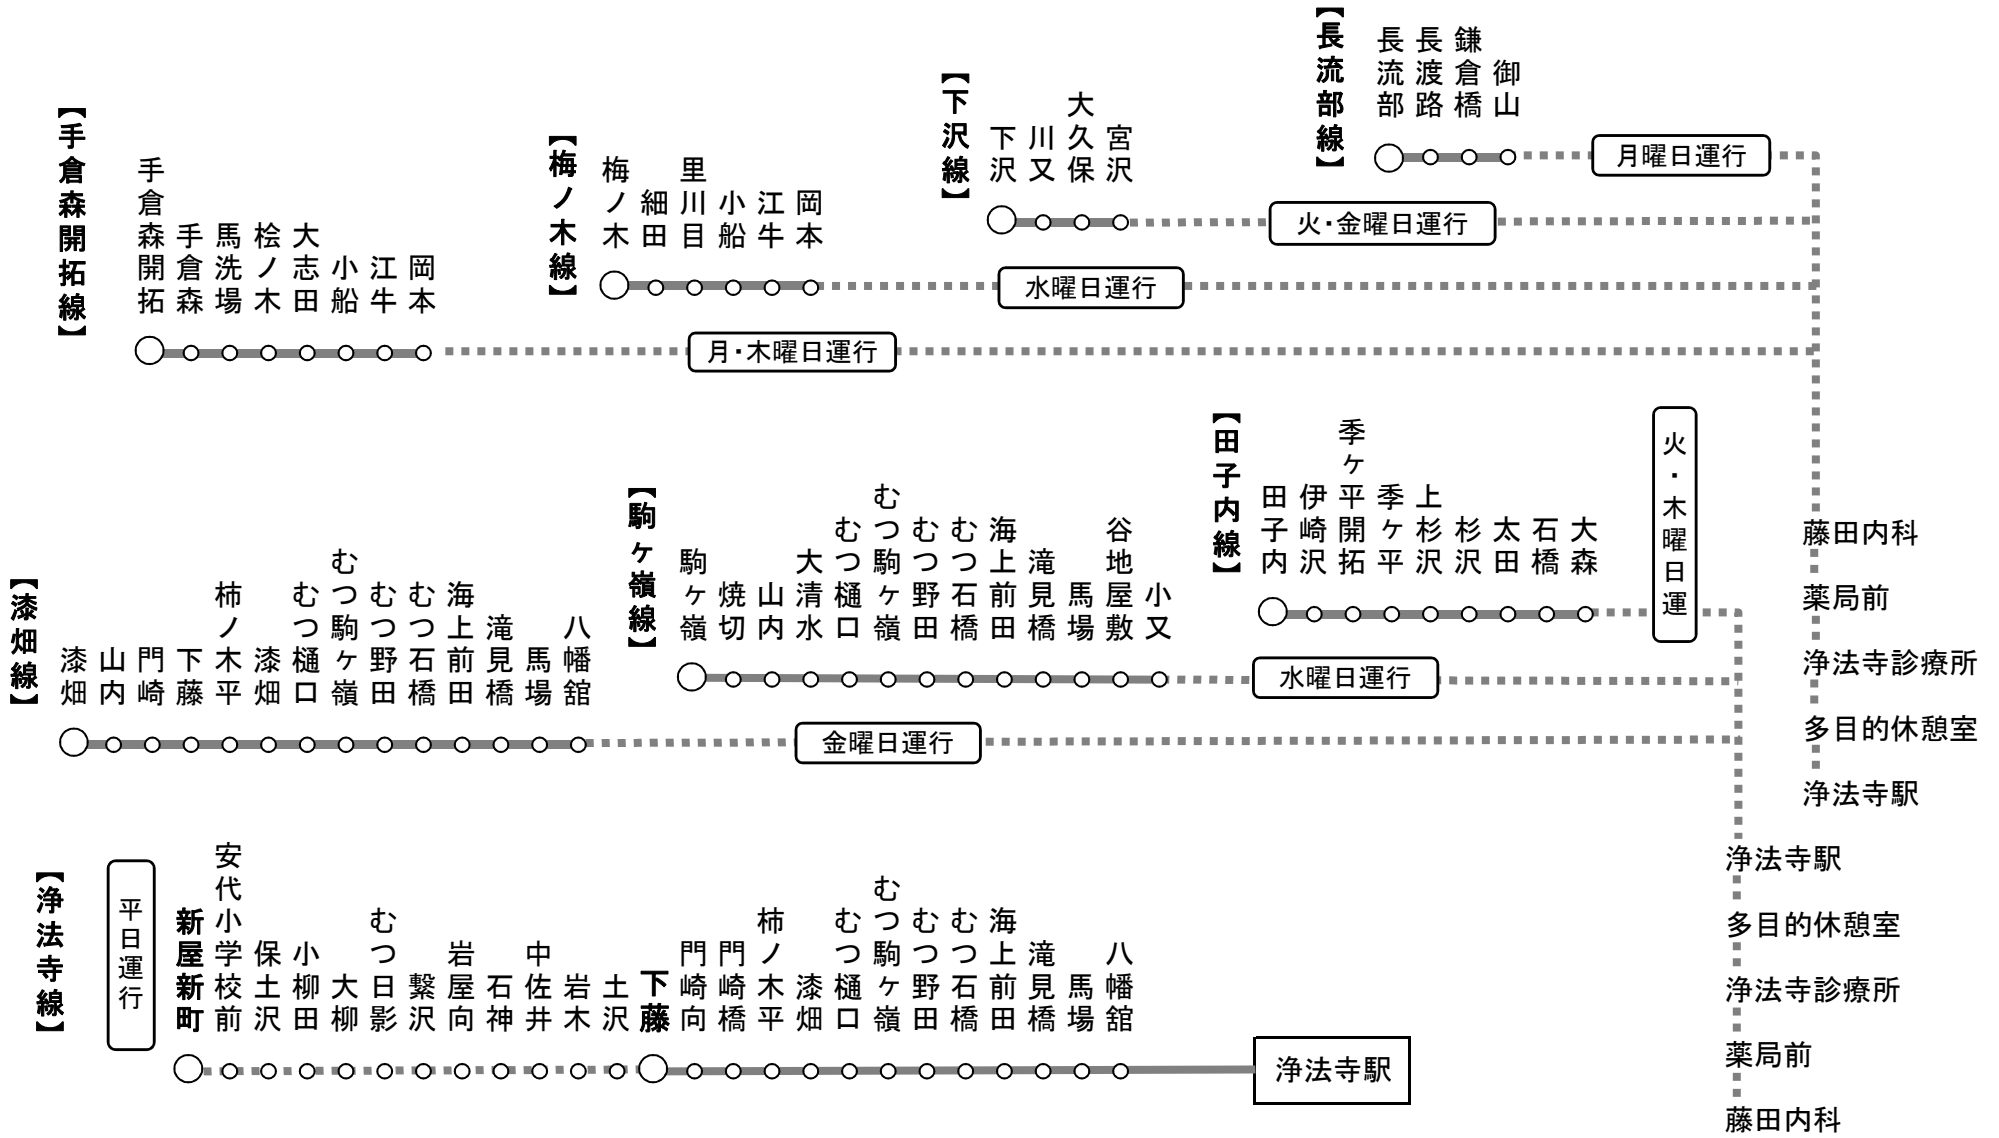 【手倉森開拓線】
手倉森開拓
手倉森
馬洗場
桧ノ木
大志田
小船
江牛
岡本
月・木曜日運行
【梅ノ木線】
梅ノ木
細田
里川目
小船
江牛
岡本
水曜日運行
【下沢線】
下沢
川又
大久保
宮沢
火・金曜日運行
【長流部線】
長流部
長渡路
鎌倉橋
御山
月曜日運行
藤田内科
薬局前
浄法寺診療所
多目的休憩室
浄法寺駅
【漆畑線】
漆畑
山内
門崎
下藤
柿ノ木平
漆畑
むつ樋口
むつ駒ヶ嶺
むつ野田
むつ石橋
海上前田
滝見橋
馬場
八幡舘
金曜日運行
【駒ヶ嶺線】
駒ヶ嶺
焼切
山内
大清水
むつ樋口
むつ駒ヶ嶺
むつ野田
むつ石橋
海上前田
滝見橋
馬場
谷地屋敷
小又
水曜日運行
【田子内線】
田子内
伊崎沢
季ヶ平開拓
季ヶ平
上杉沢
杉沢
太田
石橋
大森
火・木曜日運
浄法寺駅
多目的休憩室
浄法寺診療所
薬局前
藤田内科
【浄法寺線】
平日運行
新屋新町
安代小学校前
保土沢
小柳田
大柳
むつ日影
繋沢
岩屋向
石神
中佐井
岩木
土沢
下藤
門崎向
門崎橋
柿ノ木平
漆畑
むつ樋口
むつ駒ヶ嶺
むつ野田
むつ石橋
海上前田
滝見橋
馬場
八幡舘
浄法寺駅